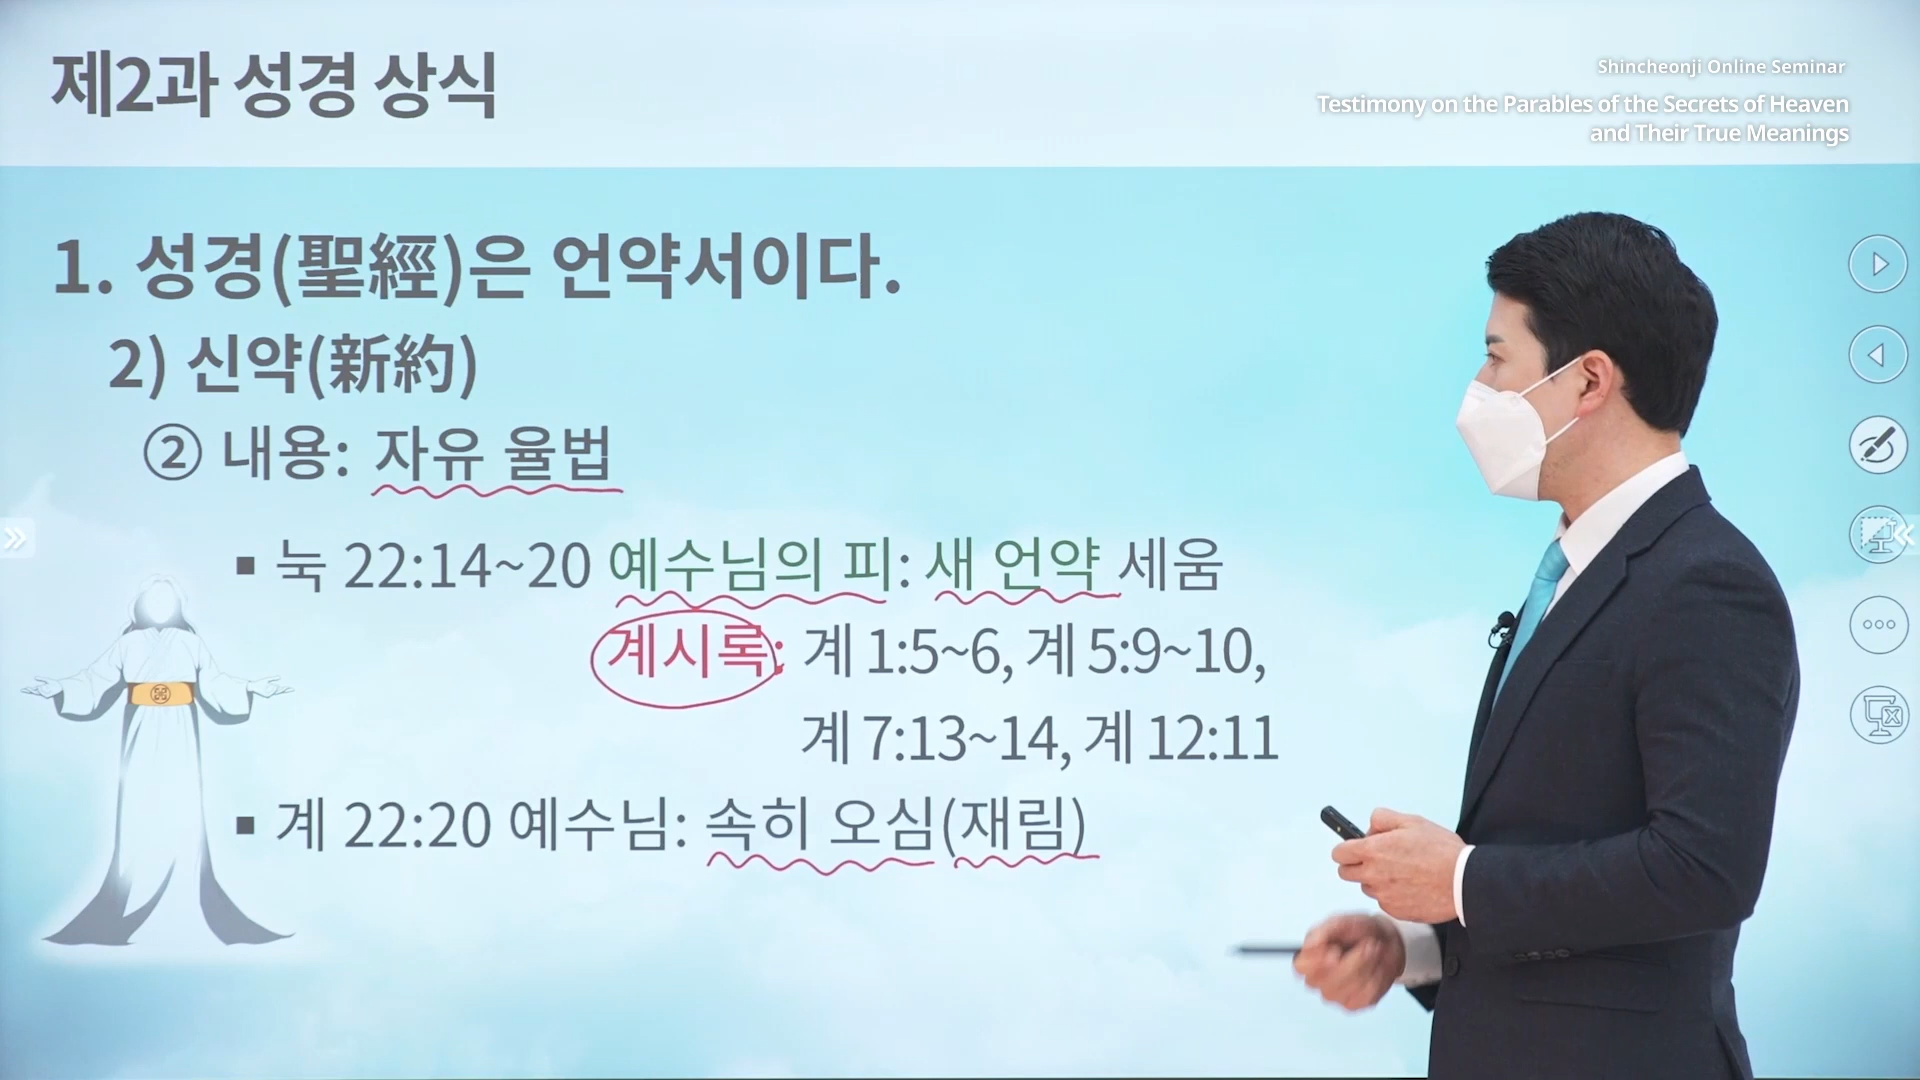 제2과 성경 상식
Shincheonji Online Seminar
Testimony on the Parables of the Secrets of Heaven
and Their True Meanings
1. 성경(聖經)은 언약서이다.
2) 신약(新約)
② 내용: 자유 율법
▪ 눅 22:14~20 예수님의 피: 새 언약 세움
계시록: 계 1:5~6, 계 5:9~10,
계 7:13~14, 계 12:11
▪ 계 22:20 예수님: 속히 오심(재림)